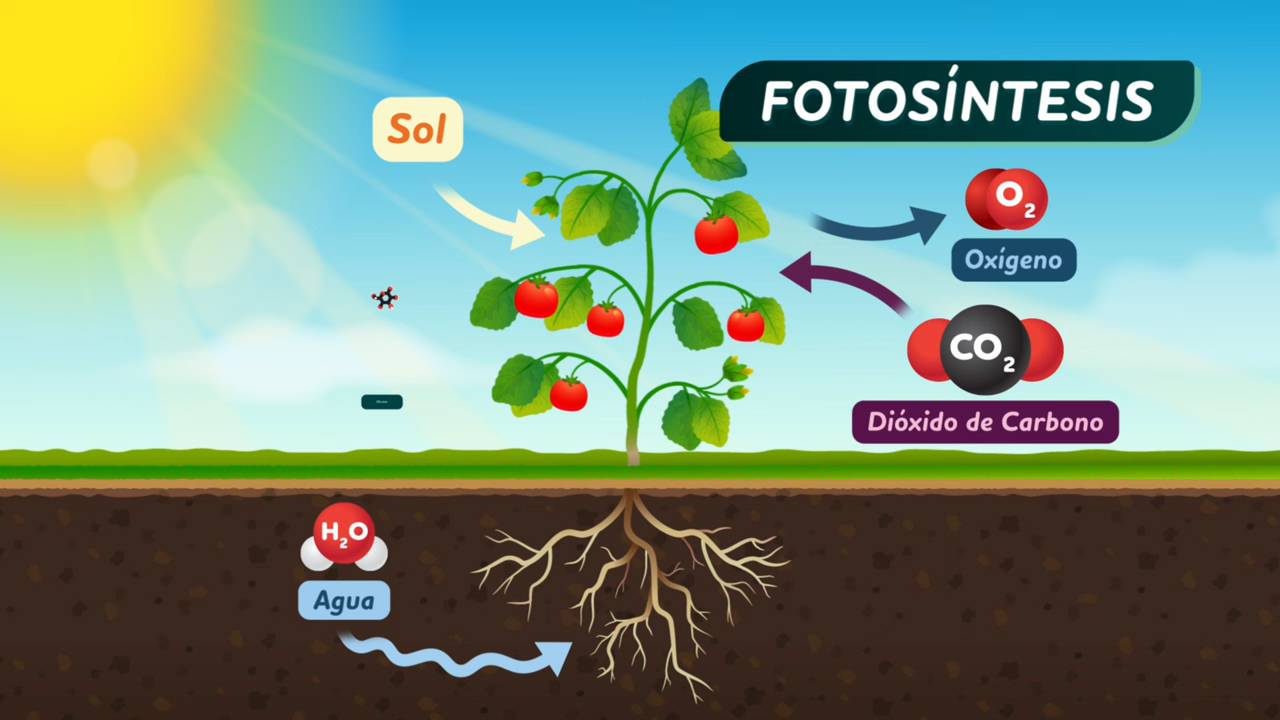 FOTOSÍNTESIS
Sol
O₂
Oxígeno
CO₂
Dióxido de Carbono
H₂O
Agua